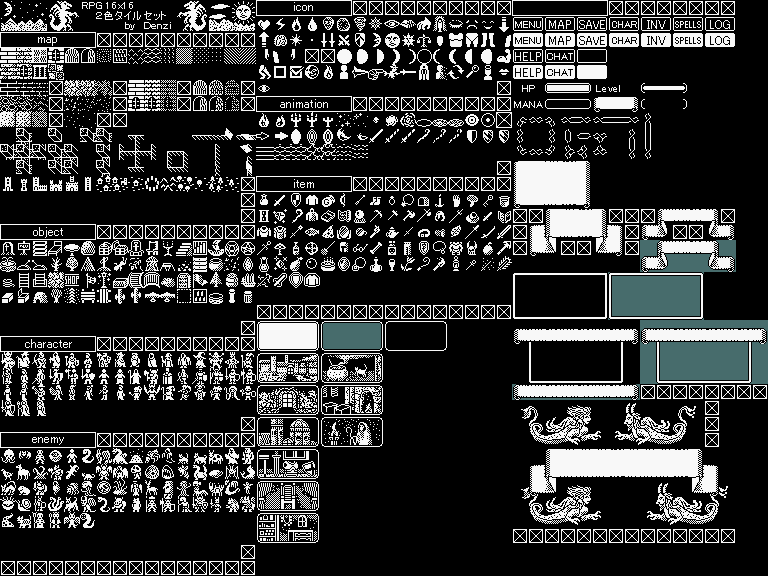 RPG16x16
2色タイルセット
by Denzi
map
object
character
enemy
icon
animation
item
MENU MAP SAVE CHAR INV SPELLS LOG
MENU MAP SAVE CHAR INV SPELLS LOG
HELP CHAT
HELP CHAT
HP Level
MANA